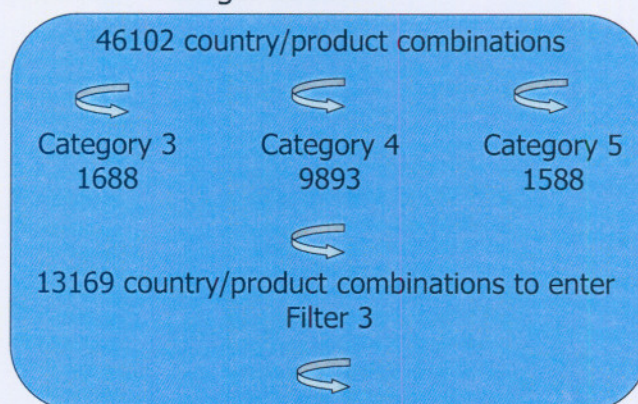 46102 country/product combinations
Category 3 Category 4 Category 5
1688 9893 1588
13169 country/product combinations to enter
Filter 3